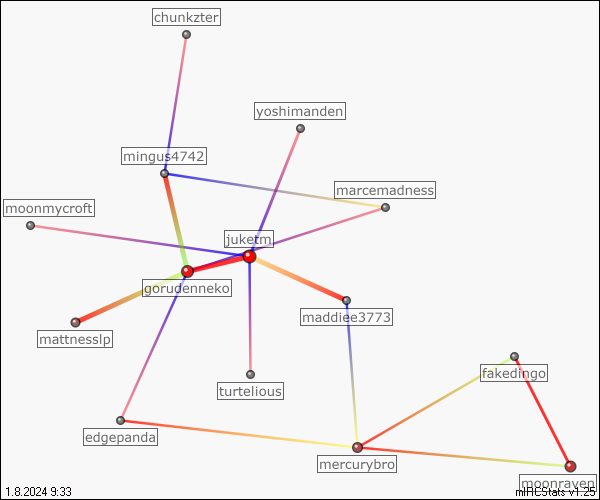 chunkzter
yoshimanden
mingus4742
marcemadness
moonmycroft
juketm
gorudenneko
maddiee3773
mattnesslp
fakedingo
turtelious
edgepanda
mercurybro
moonraven
1.8.2024 9:33
mIRCStats v1.25